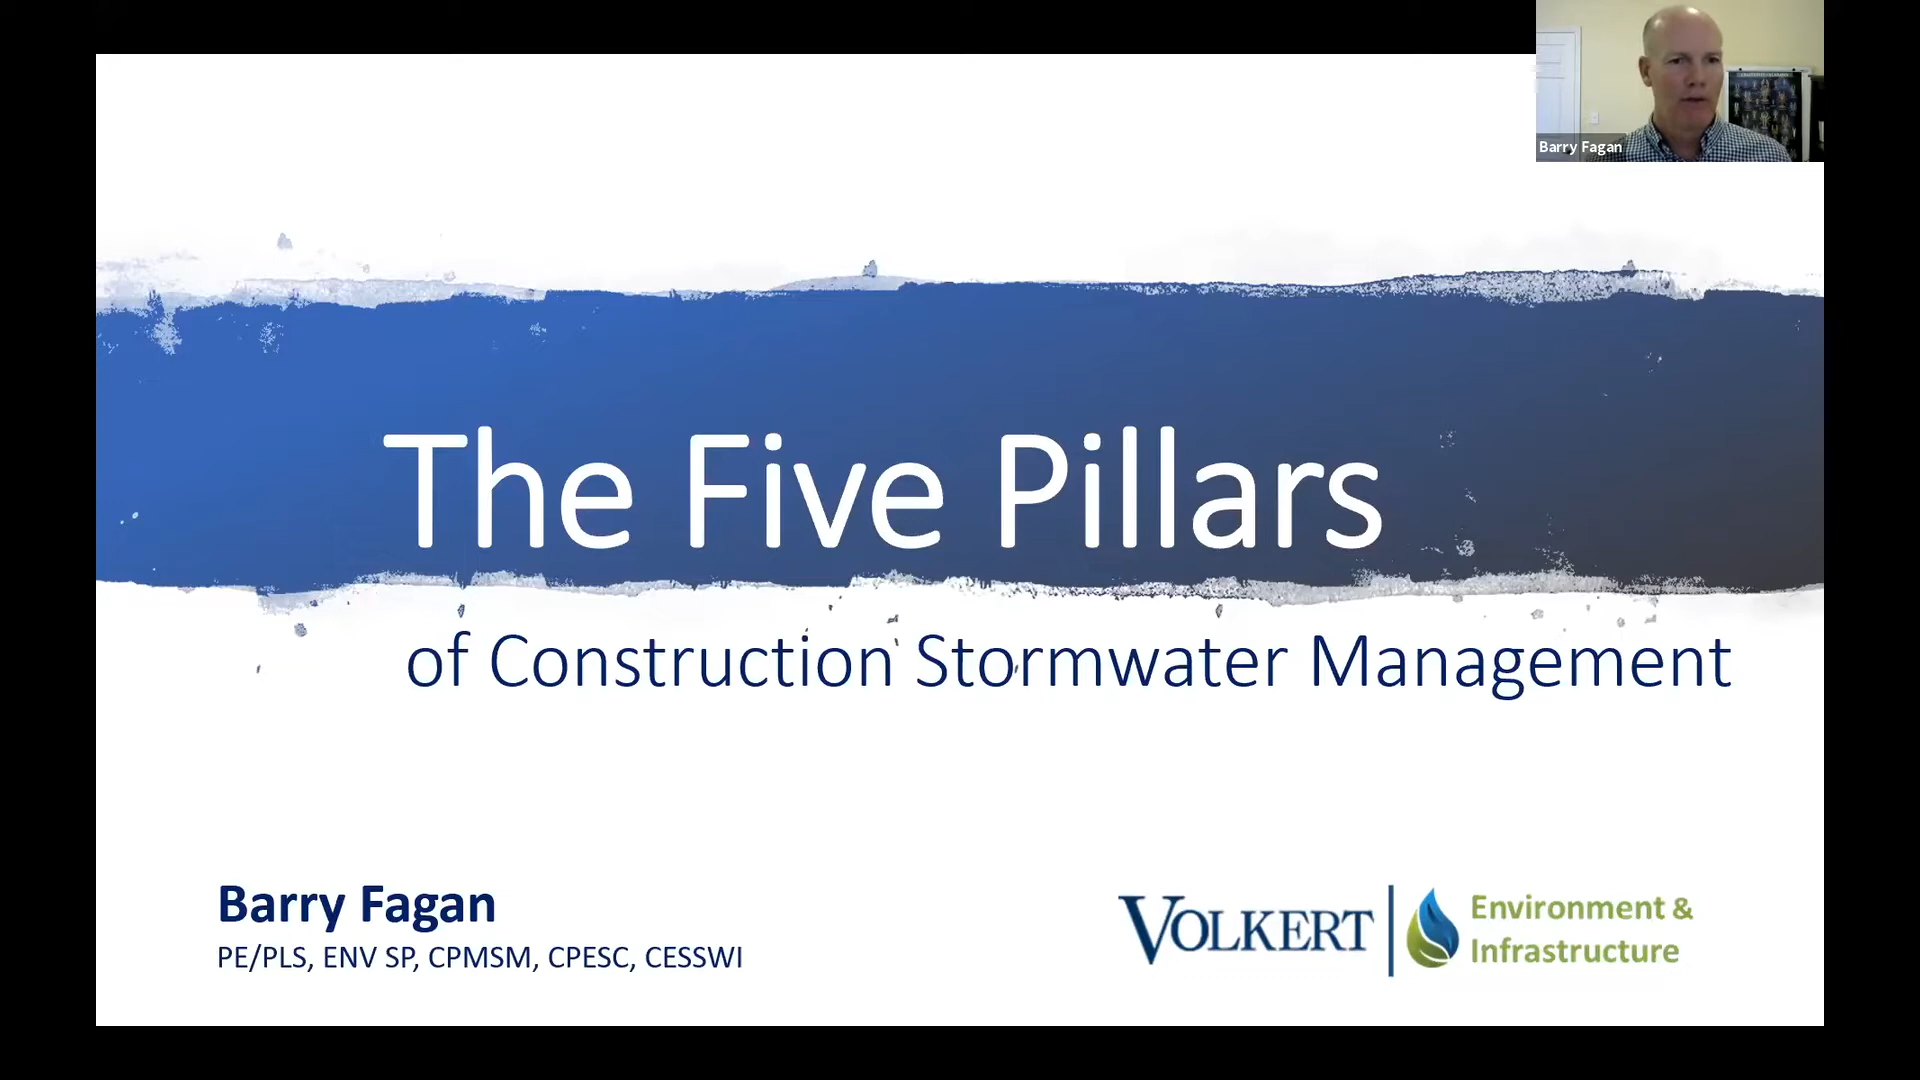 Barry Fagan
The Five Pillars
of Construction Stormwater Management
Barry Fagan
PE/PLS, ENV SP, CPMSM, CPESC, CESSWI
VOLKERT
Environment &
Infrastructure